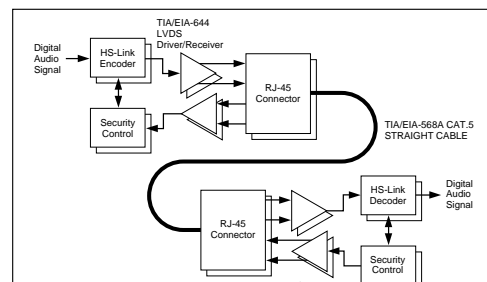 TIA/EIA-644
LVDS
Driver/Receiver
Digital
Audio
Signal
HS-Link
Encoder
RJ-45
Connector
Security
Control
TIA/EIA-568A CAT.5
STRAIGHT CABLE
RJ-45
Connector
HS-Link
Decoder
Digital
Audio
Signal
Security
Control